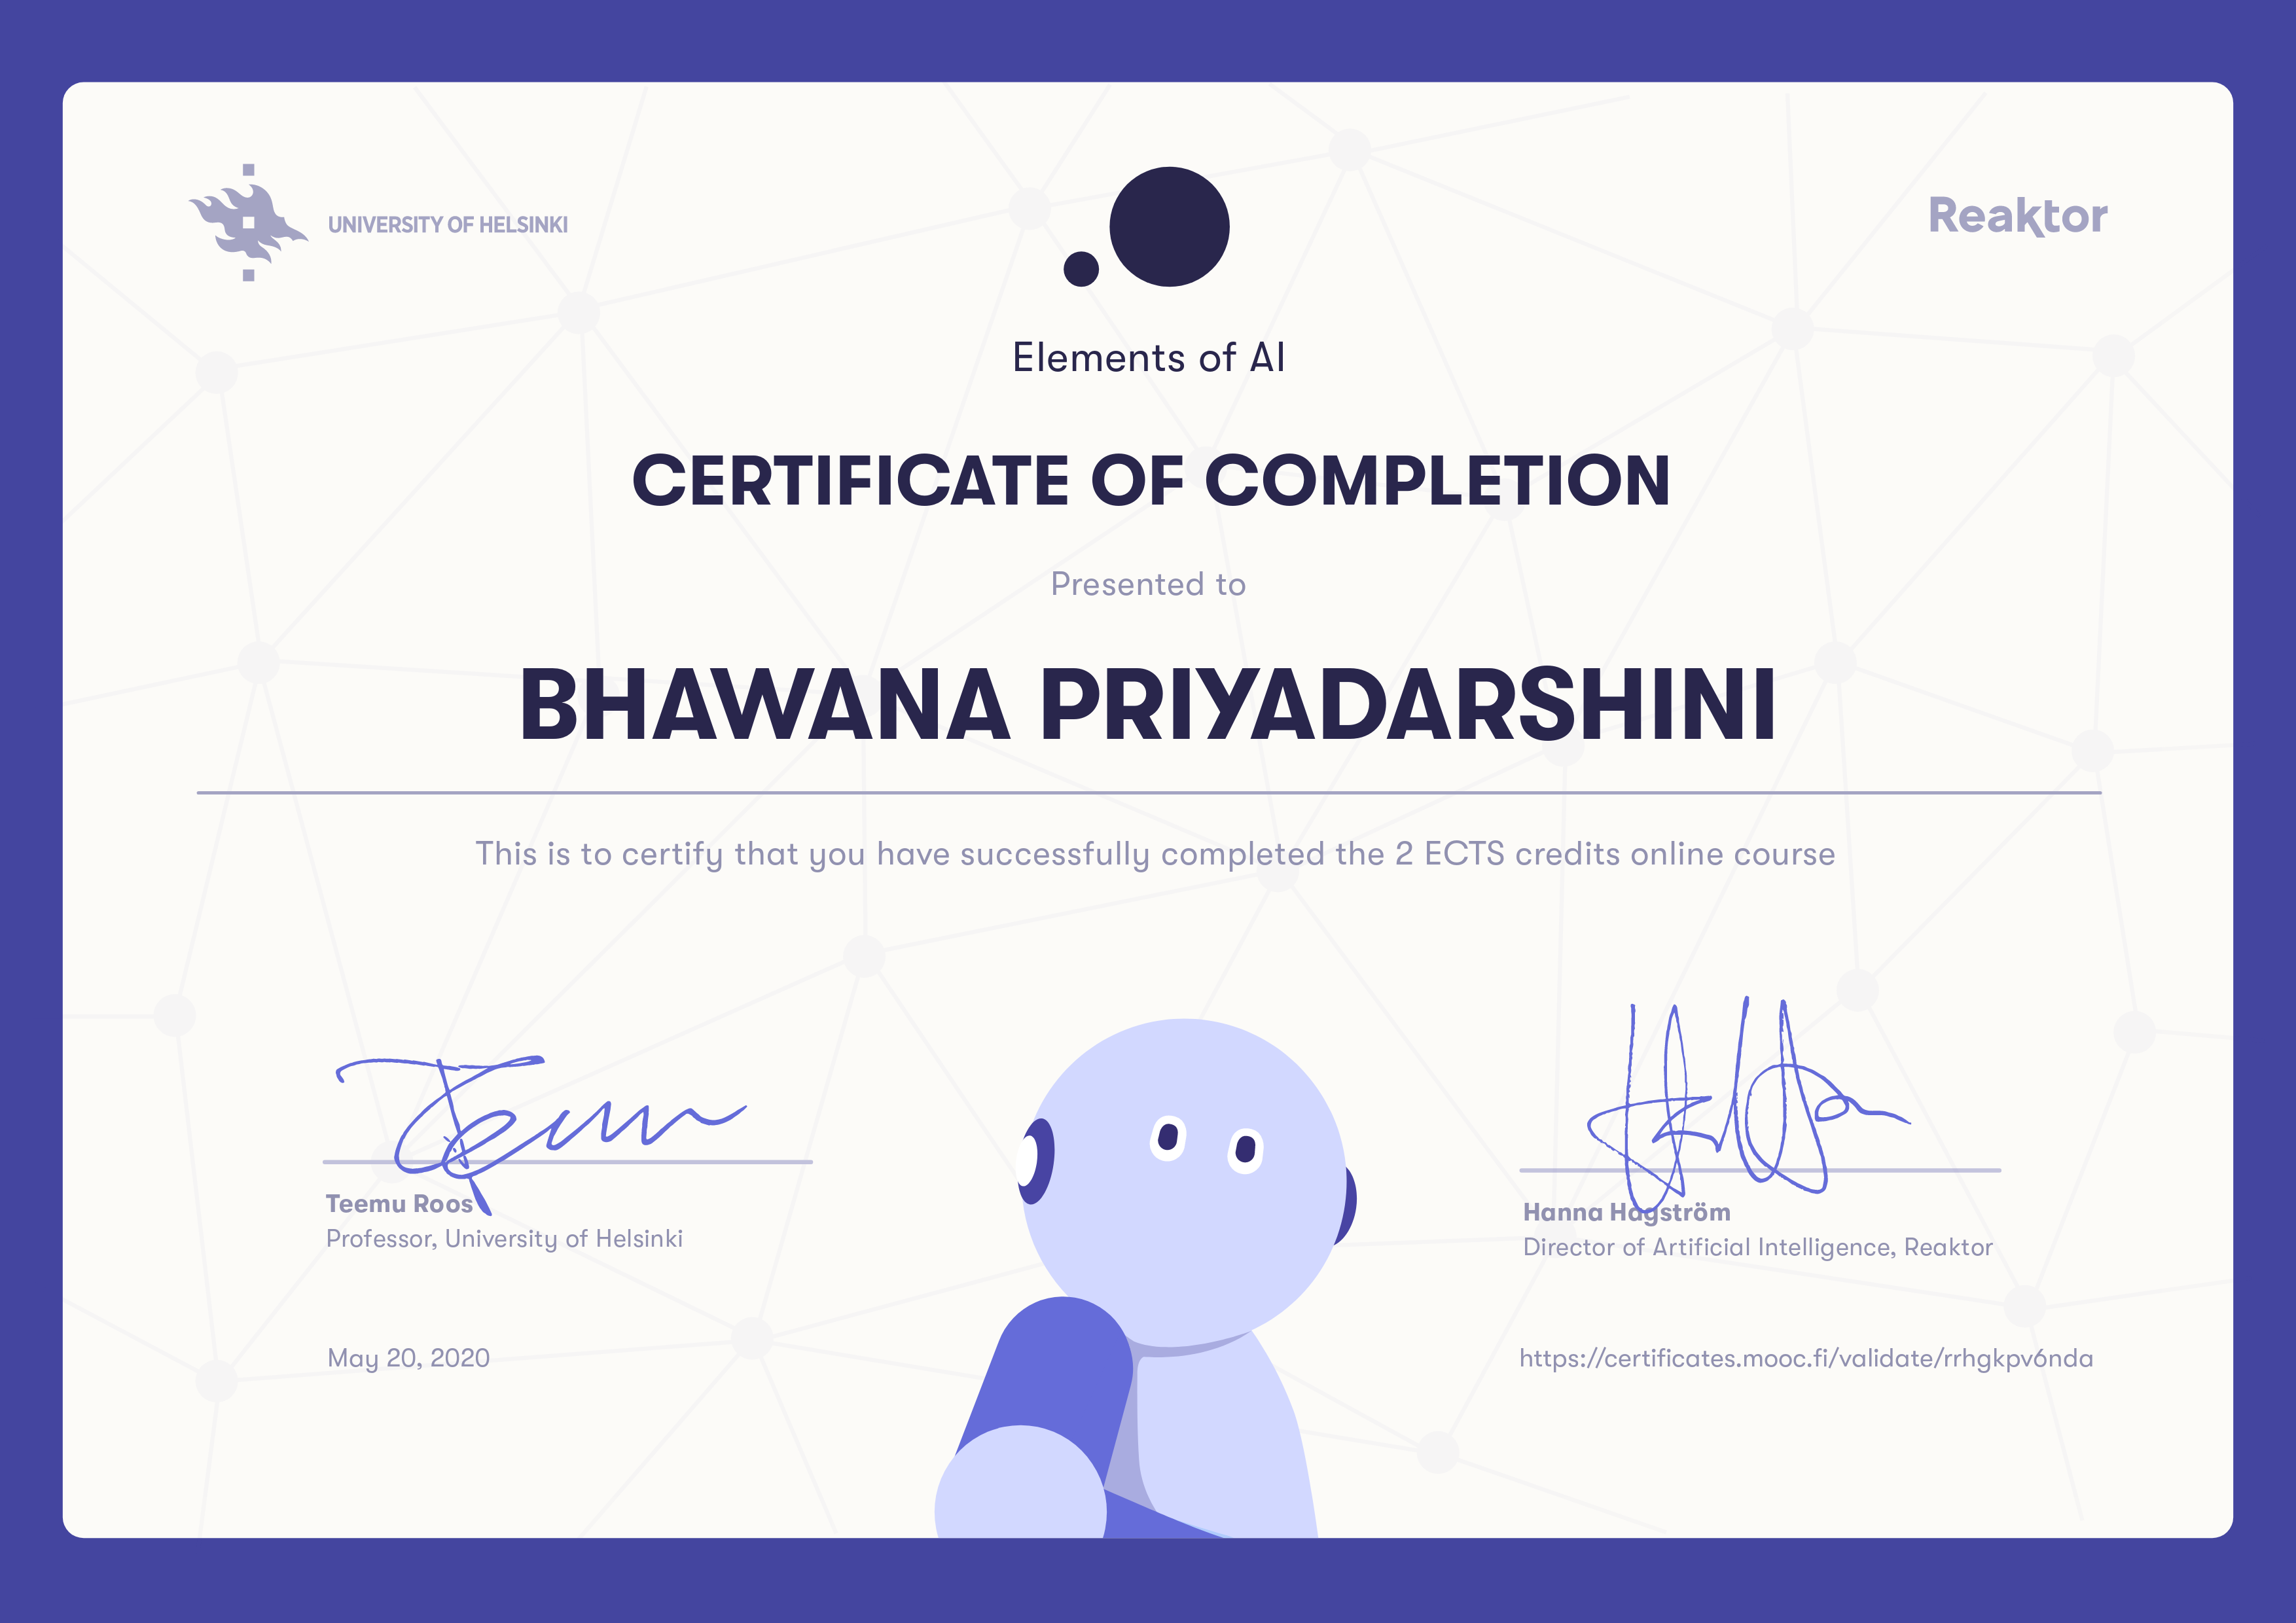 UNIVERSITY OF HELSINKI
Reaktor
Elements of AI
CERTIFICATE OF COMPLETION
Presented to
BHAWANA PRIYADARSHINI
This is to certify that you have successfully completed the 2 ECTS credits online course
Teemu Roos
Professor, University of Helsinki
Hanna Hagström
Director of Artificial Intelligence, Reaktor
May 20, 2020
https://certificates.mooc.fi/validate/rrhgkpv6nda